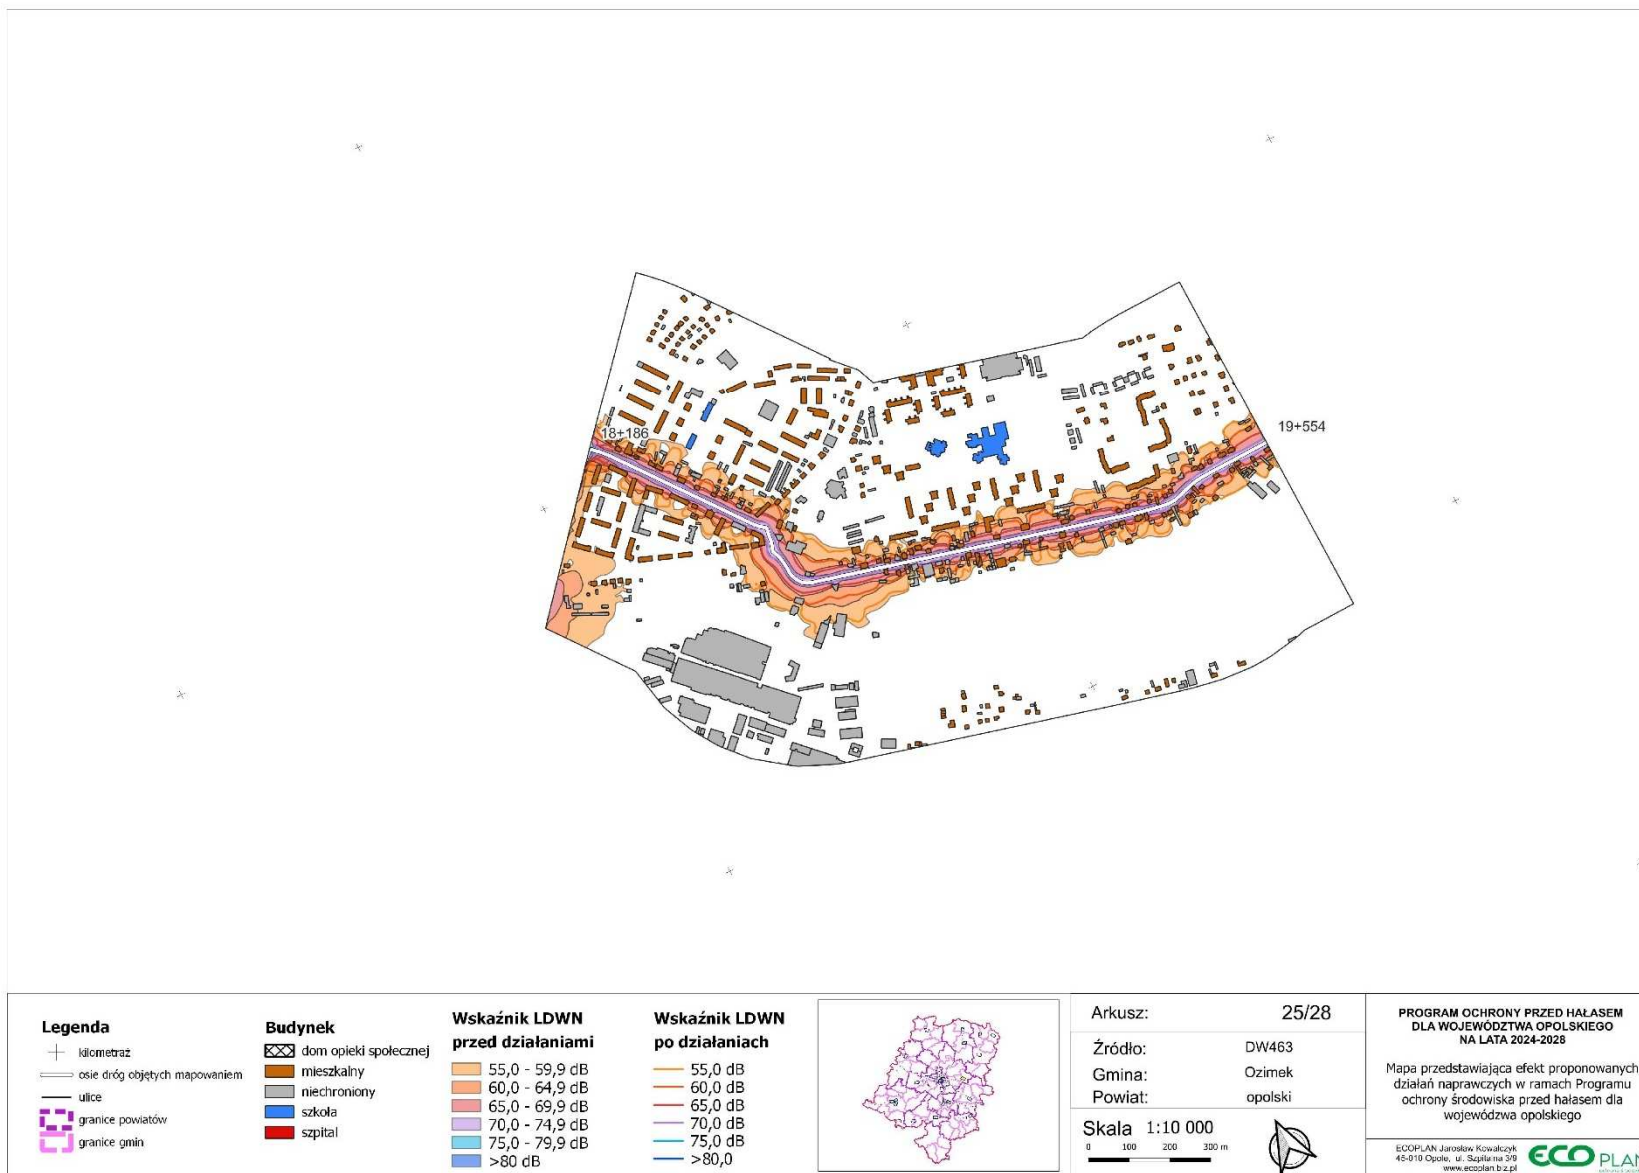 18+186
19+554
Legenda
kilometraż
osie dróg objętych mapowaniem
ulice
granice powiatów
granice gmin
Budynek
dom opieki społecznej
mieszkalny
niechroniony
szkoła
szpital
Wskaźnik LDWN
przed działaniami
55,0 - 59,9 dB
60,0 - 64,9 dB
65,0 - 69,9 dB
70,0 - 74,9 dB
75,0 - 79,9 dB
>80 dB
Wskaźnik LDWN
po działaniach
55,0 dB
60,0 dB
65,0 dB
70,0 dB
75,0 dB
>80,0
Arkusz: 25/28
Źródło: DW463
Gmina: Ozimek
Powiat: opolski
Skala 1:10 000
0 100 200 300 m
PROGRAM OCHRONY PRZED HAŁASEM
DLA WOJEWÓDZTWA OPOLSKIEGO
NA LATA 2024-2028
Mapa przedstawiająca efekt proponowanych
działań naprawczych w ramach Programu
ochrony środowiska przed hałasem dla
województwa opolskiego
ECOPLAN Jarosław Kowalczyk
45-010 Opole, ul. Szpitalna 3/9
www.ecoplan.biz.pl
ECO PLAN